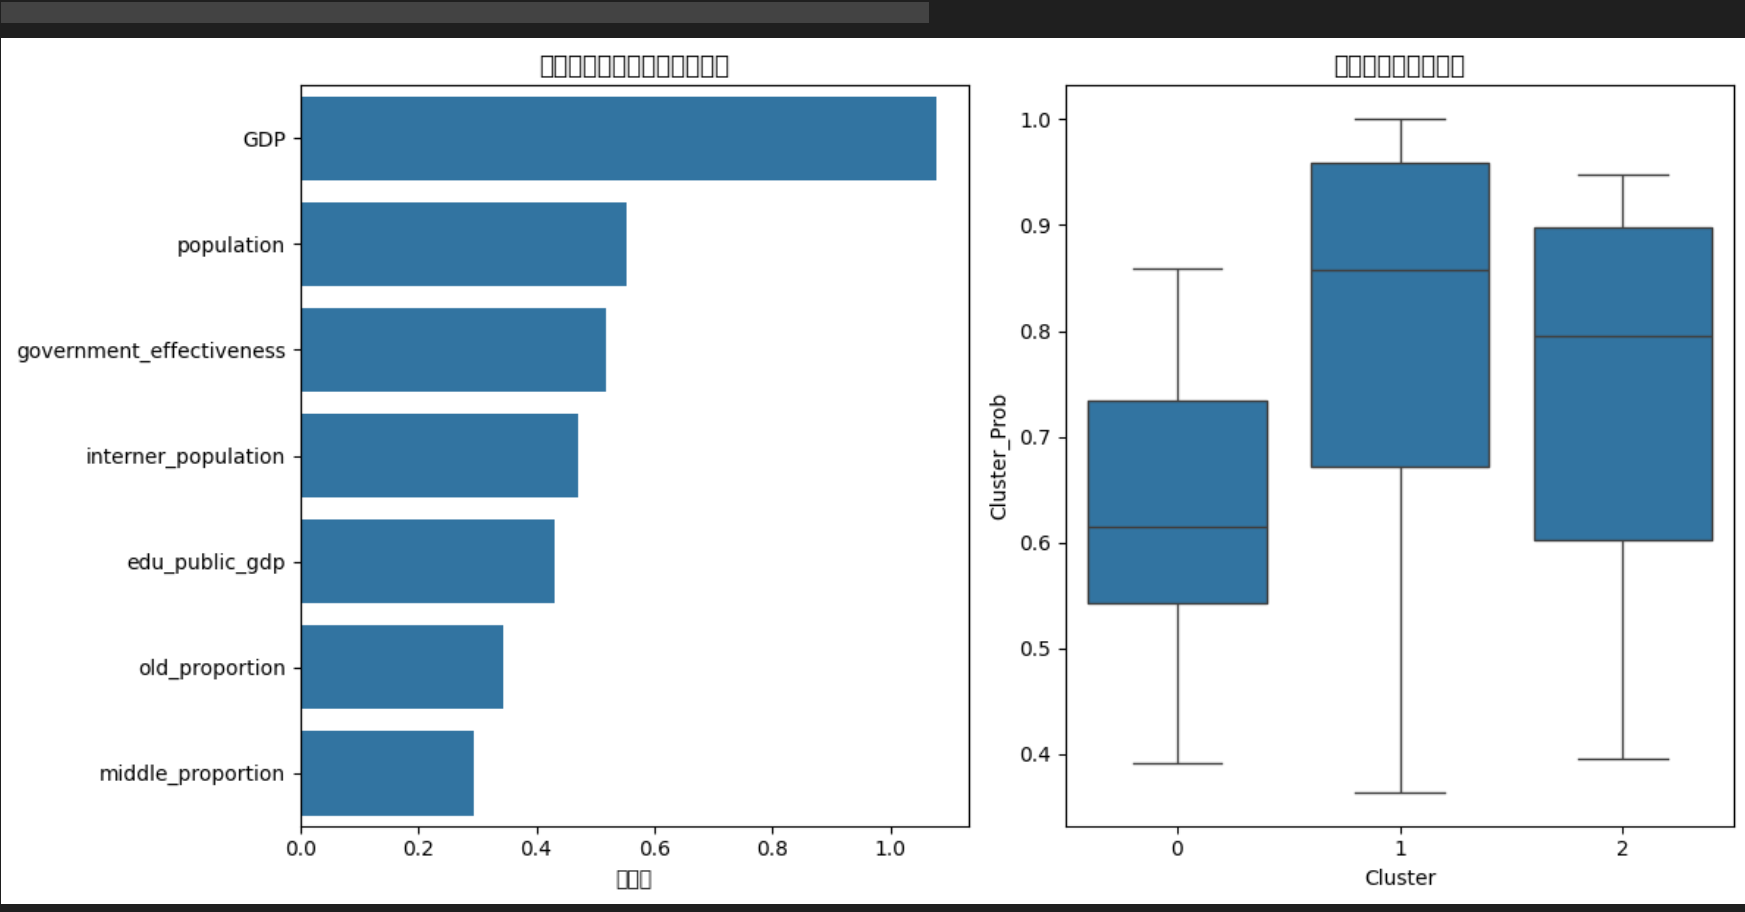 GDP
population
government_effectiveness
interner_population
edu_public_gdp
old_proportion
middle_proportion
0.0 0.2 0.4 0.6 0.8 1.0
1.0
0.9
0.8
0.7
0.6
0.5
0.4
Cluster_Prob
0 1 2
Cluster